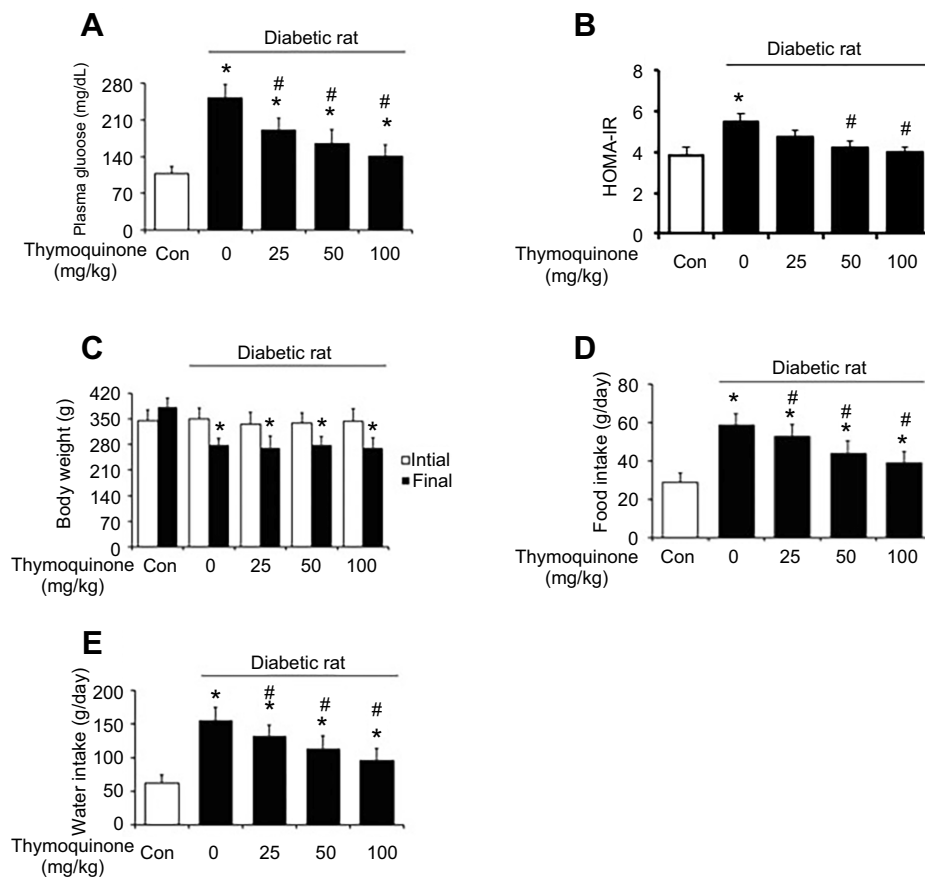 A
Diabetic rat
Plasma gluoose (mg/dL)
280
210
140
70
0
* # * # * # *
Thymoquinone
(mg/kg)
Con 0 25 50 100
B
Diabetic rat
HOMA-IR
8
6
4
2
0
* # #
Thymoquinone
(mg/kg)
Con 0 25 50 100
C
Diabetic rat
Body weight (g)
420
350
280
210
140
70
0
* * * *
Intial
Final
Thymoquinone
(mg/kg)
Con 0 25 50 100
D
Diabetic rat
Food intake (g/day)
80
60
40
20
0
* # * # * # *
Thymoquinone
(mg/kg)
Con 0 25 50 100
E
Diabetic rat
Water intake (g/day)
200
150
100
50
0
* # * # * # *
Thymoquinone
(mg/kg)
Con 0 25 50 100